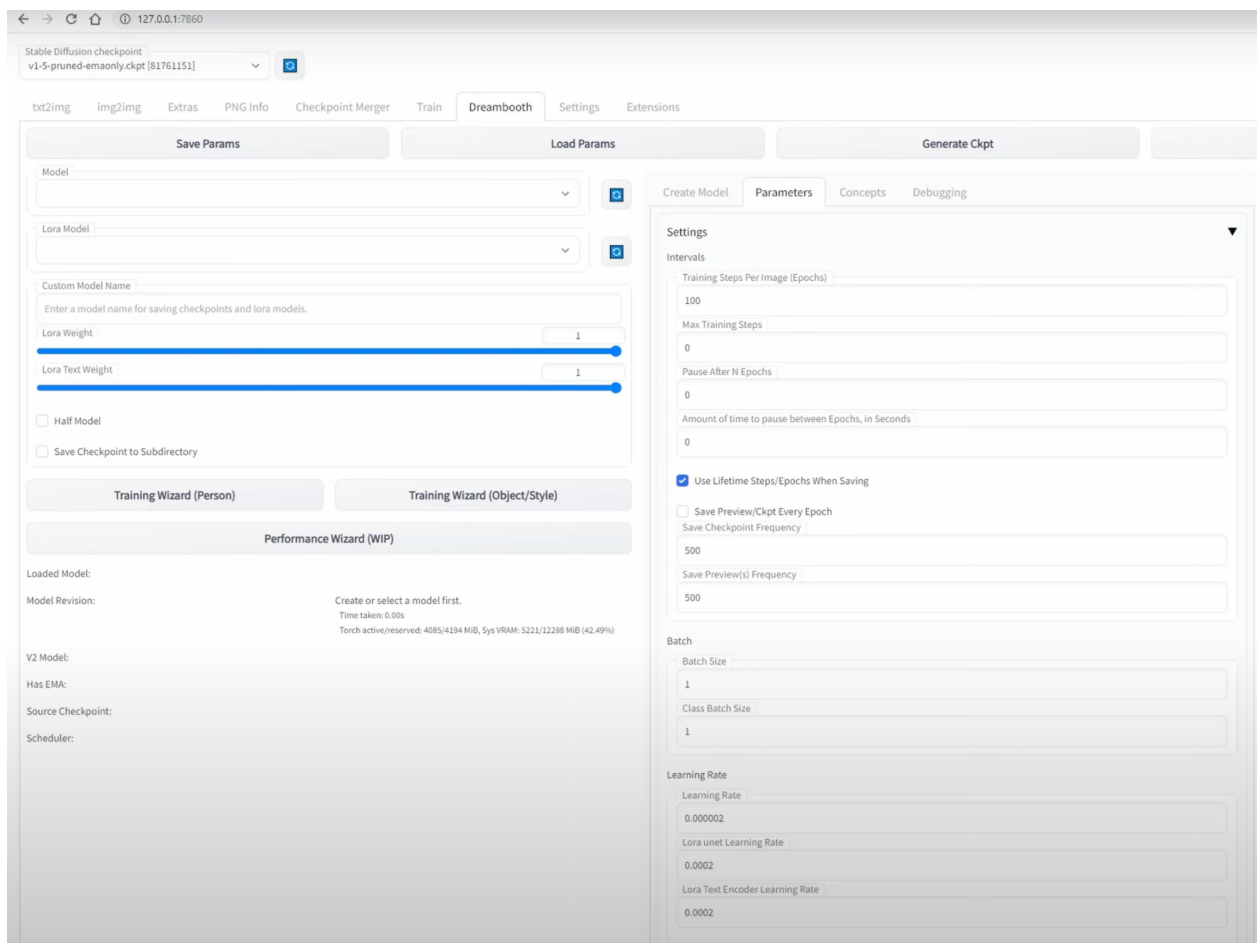 127.0.0.1:7860
Stable Diffusion checkpoint
v1-5-pruned-emaonly.ckpt [81761151]
txt2img img2img Extras PNG Info Checkpoint Merger Train Dreambooth Settings Extensions
Save Params Load Params Generate Ckpt
Model
Lora Model
Custom Model Name
Enter a model name for saving checkpoints and lora models.
Lora Weight
1
Lora Text Weight
1
Half Model
Save Checkpoint to Subdirectory
Training Wizard (Person) Training Wizard (Object/Style)
Performance Wizard (WIP)
Loaded Model:
Model Revision:
Create or select a model first.
Time taken: 0.00s
Torch active/reserved: 4085/4194 MiB, Sys VRAM: 5221/12288 MiB (42.49%)
V2 Model:
Has EMA:
Source Checkpoint:
Scheduler:
Create Model Parameters Concepts Debugging
Settings
Intervals
Training Steps Per Image (Epochs)
100
Max Training Steps
0
Pause After N Epochs
0
Amount of time to pause between Epochs, in Seconds
0
Use Lifetime Steps/Epochs When Saving
Save Preview/Ckpt Every Epoch
Save Checkpoint Frequency
500
Save Preview(s) Frequency
500
Batch
Batch Size
1
Class Batch Size
1
Learning Rate
Learning Rate
0.000002
Lora unet Learning Rate
0.0002
Lora Text Encoder Learning Rate
0.0002